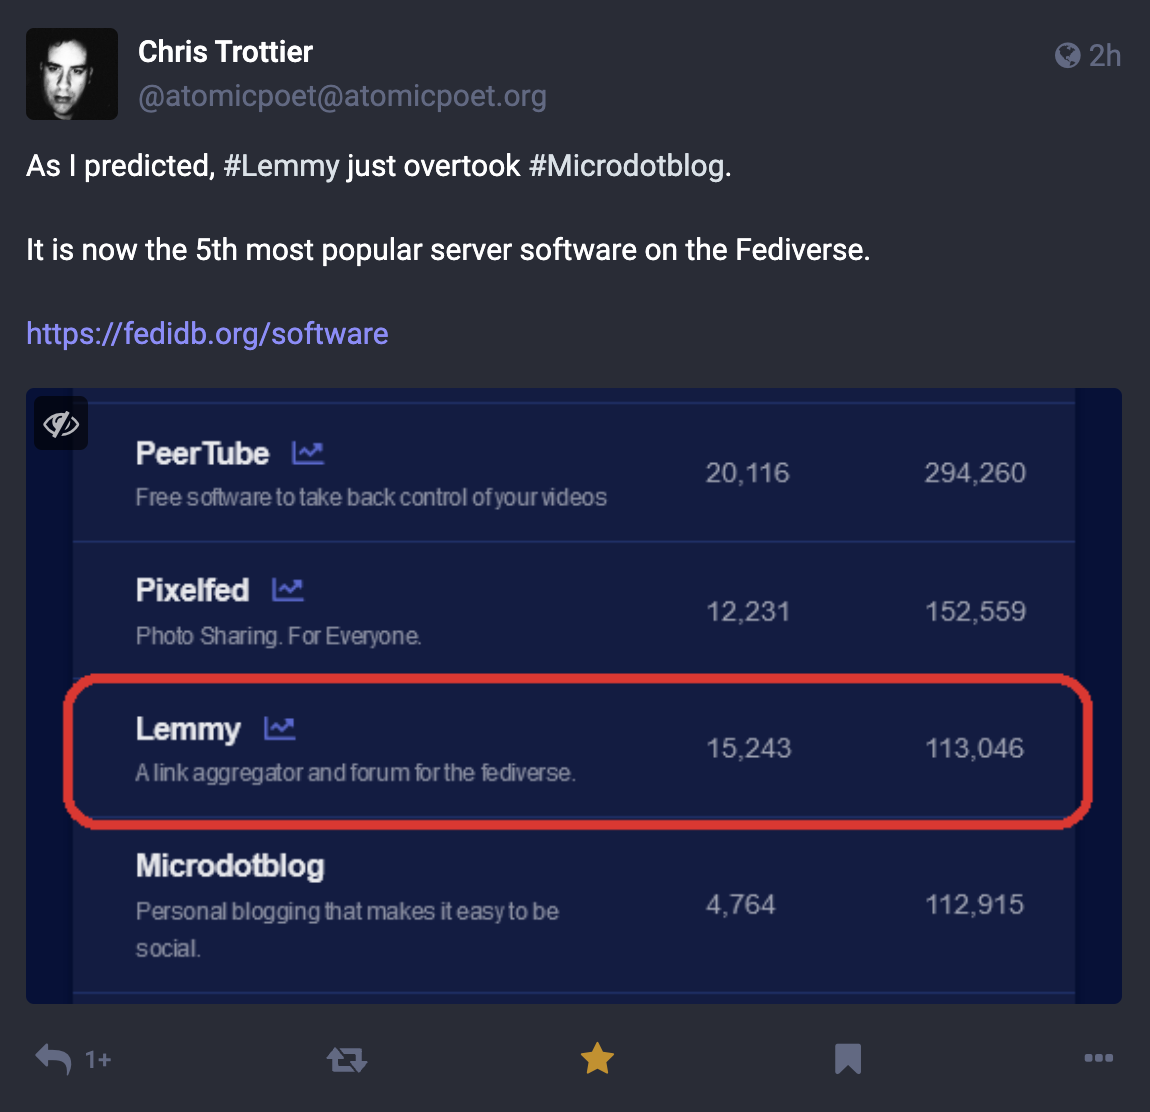 Chris Trottier
2h
@atomicpoet@atomicpoet.org
As I predicted, #Lemmy just overtook #Microdotblog.
It is now the 5th most popular server software on the Fediverse.
https://fedidb.org/software
PeerTube
20,116 294,260
Free software to take back control of your videos
Pixelfed
12,231 152,559
Photo Sharing. For Everyone.
Lemmy
15,243 113,046
A link aggregator and forum for the fediverse.
Microdotblog
4,764 112,915
Personal blogging that makes it easy to be
social.
1+